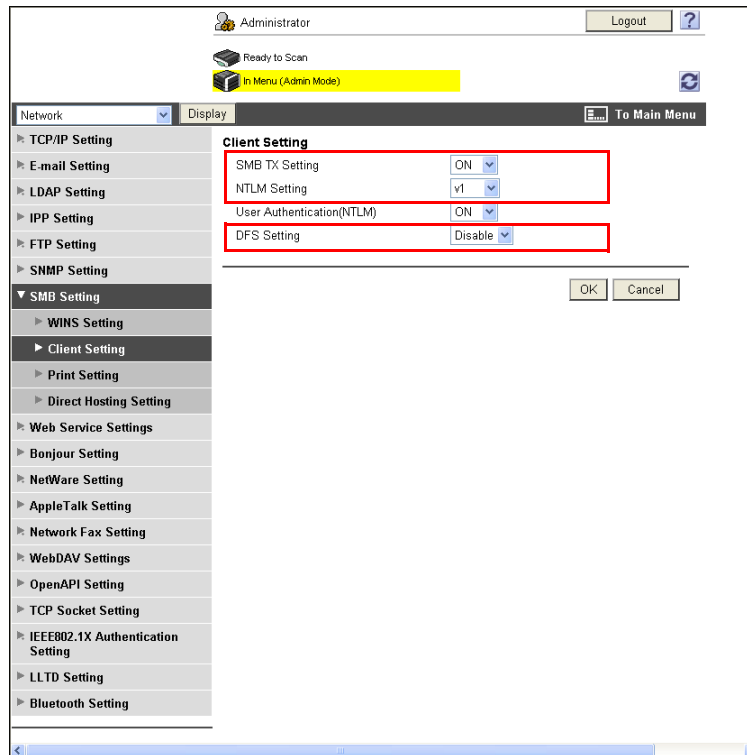 Administrator
Logout
?
Ready to Scan
In Menu (Admin Mode)
Network
Display
To Main Menu
TCP/IP Setting
E-mail Setting
LDAP Setting
IPP Setting
FTP Setting
SNMP Setting
SMB Setting
WINS Setting
Client Setting
Print Setting
Direct Hosting Setting
Web Service Settings
Bonjour Setting
NetWare Setting
AppleTalk Setting
Network Fax Setting
WebDAV Settings
OpenAPI Setting
TCP Socket Setting
IEEE802.1X Authentication
Setting
LLTD Setting
Bluetooth Setting
Client Setting
SMB TX Setting ON
NTLM Setting v1
User Authentication(NTLM) ON
DFS Setting Disable
OK Cancel